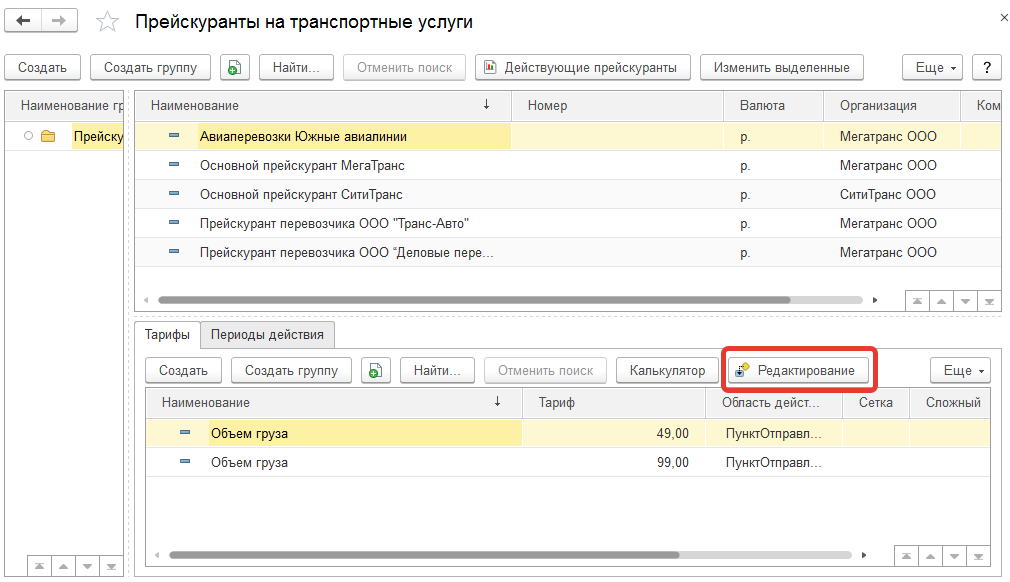 Прейскуранты на транспортные услуги
Создать Создать группу Найти... Отменить поиск Действующие прейскуранты Изменить выделенные Еще ?
Наименование гр Наименование Номер Валюта Организация Ком
Прейску Авиаперевозки Южные авиалинии р. Мегатранс ООО
Основной прейскурант МегаТранс р. Мегатранс ООО
Основной прейскурант СитиТранс р. СитиТранс ООО
Прейскурант перевозчика ООО "Транс-Авто" р. Мегатранс ООО
Прейскурант перевозчика ООО “Деловые пере... р. Мегатранс ООО
Тарифы Периоды действия
Создать Создать группу Найти... Отменить поиск Калькулятор Редактирование Еще
Наименование Тариф Область дейст... Сетка Сложный
Объем груза 49,00 ПунктОтправл...
Объем груза 99,00 ПунктОтправл...